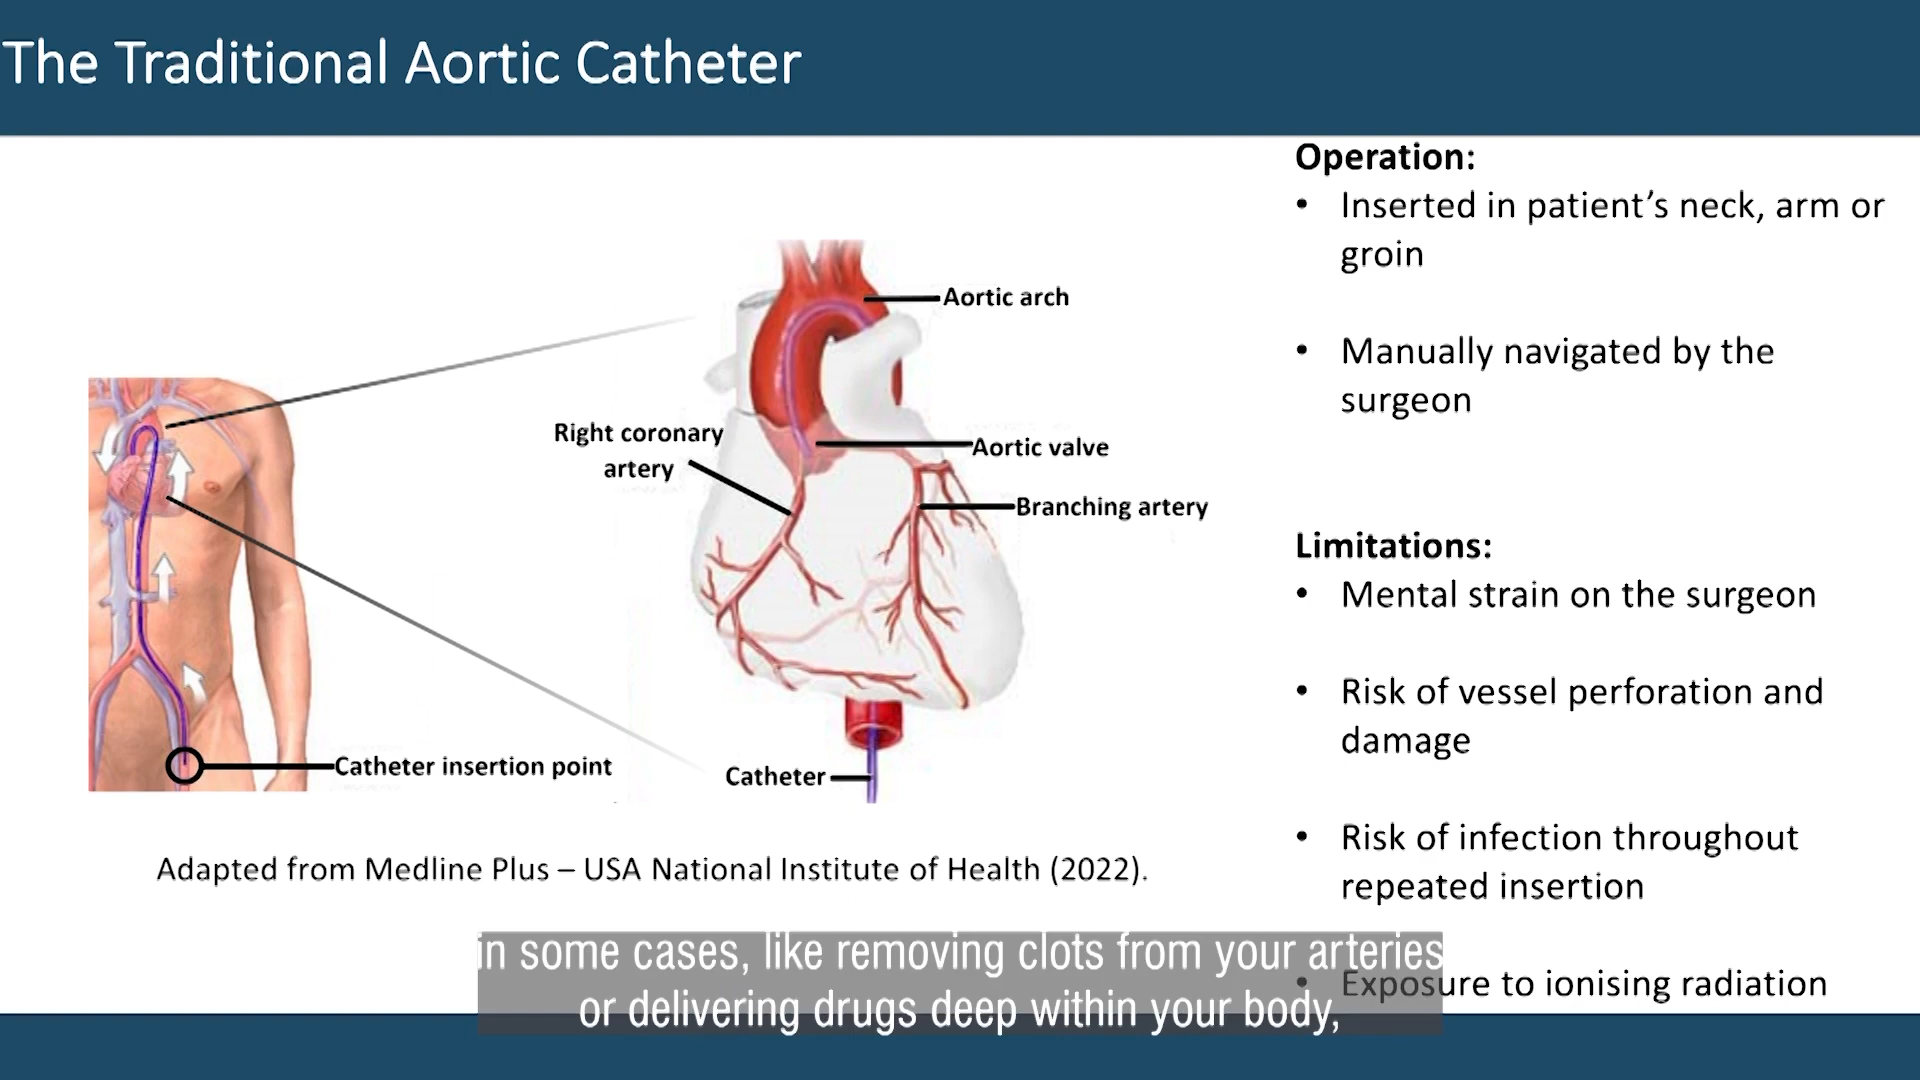 The Traditional Aortic Catheter
Operation:
• Inserted in patient’s neck, arm or
groin
• Manually navigated by the
surgeon
Limitations:
• Mental strain on the surgeon
• Risk of vessel perforation and
damage
• Risk of infection throughout
repeated insertion
• Exposure to ionising radiation
Aortic arch
Right coronary
artery
Aortic valve
Branching artery
Catheter insertion point
Catheter
Adapted from Medline Plus – USA National Institute of Health (2022).
in some cases, like removing clots from your arteries
or delivering drugs deep within your body,